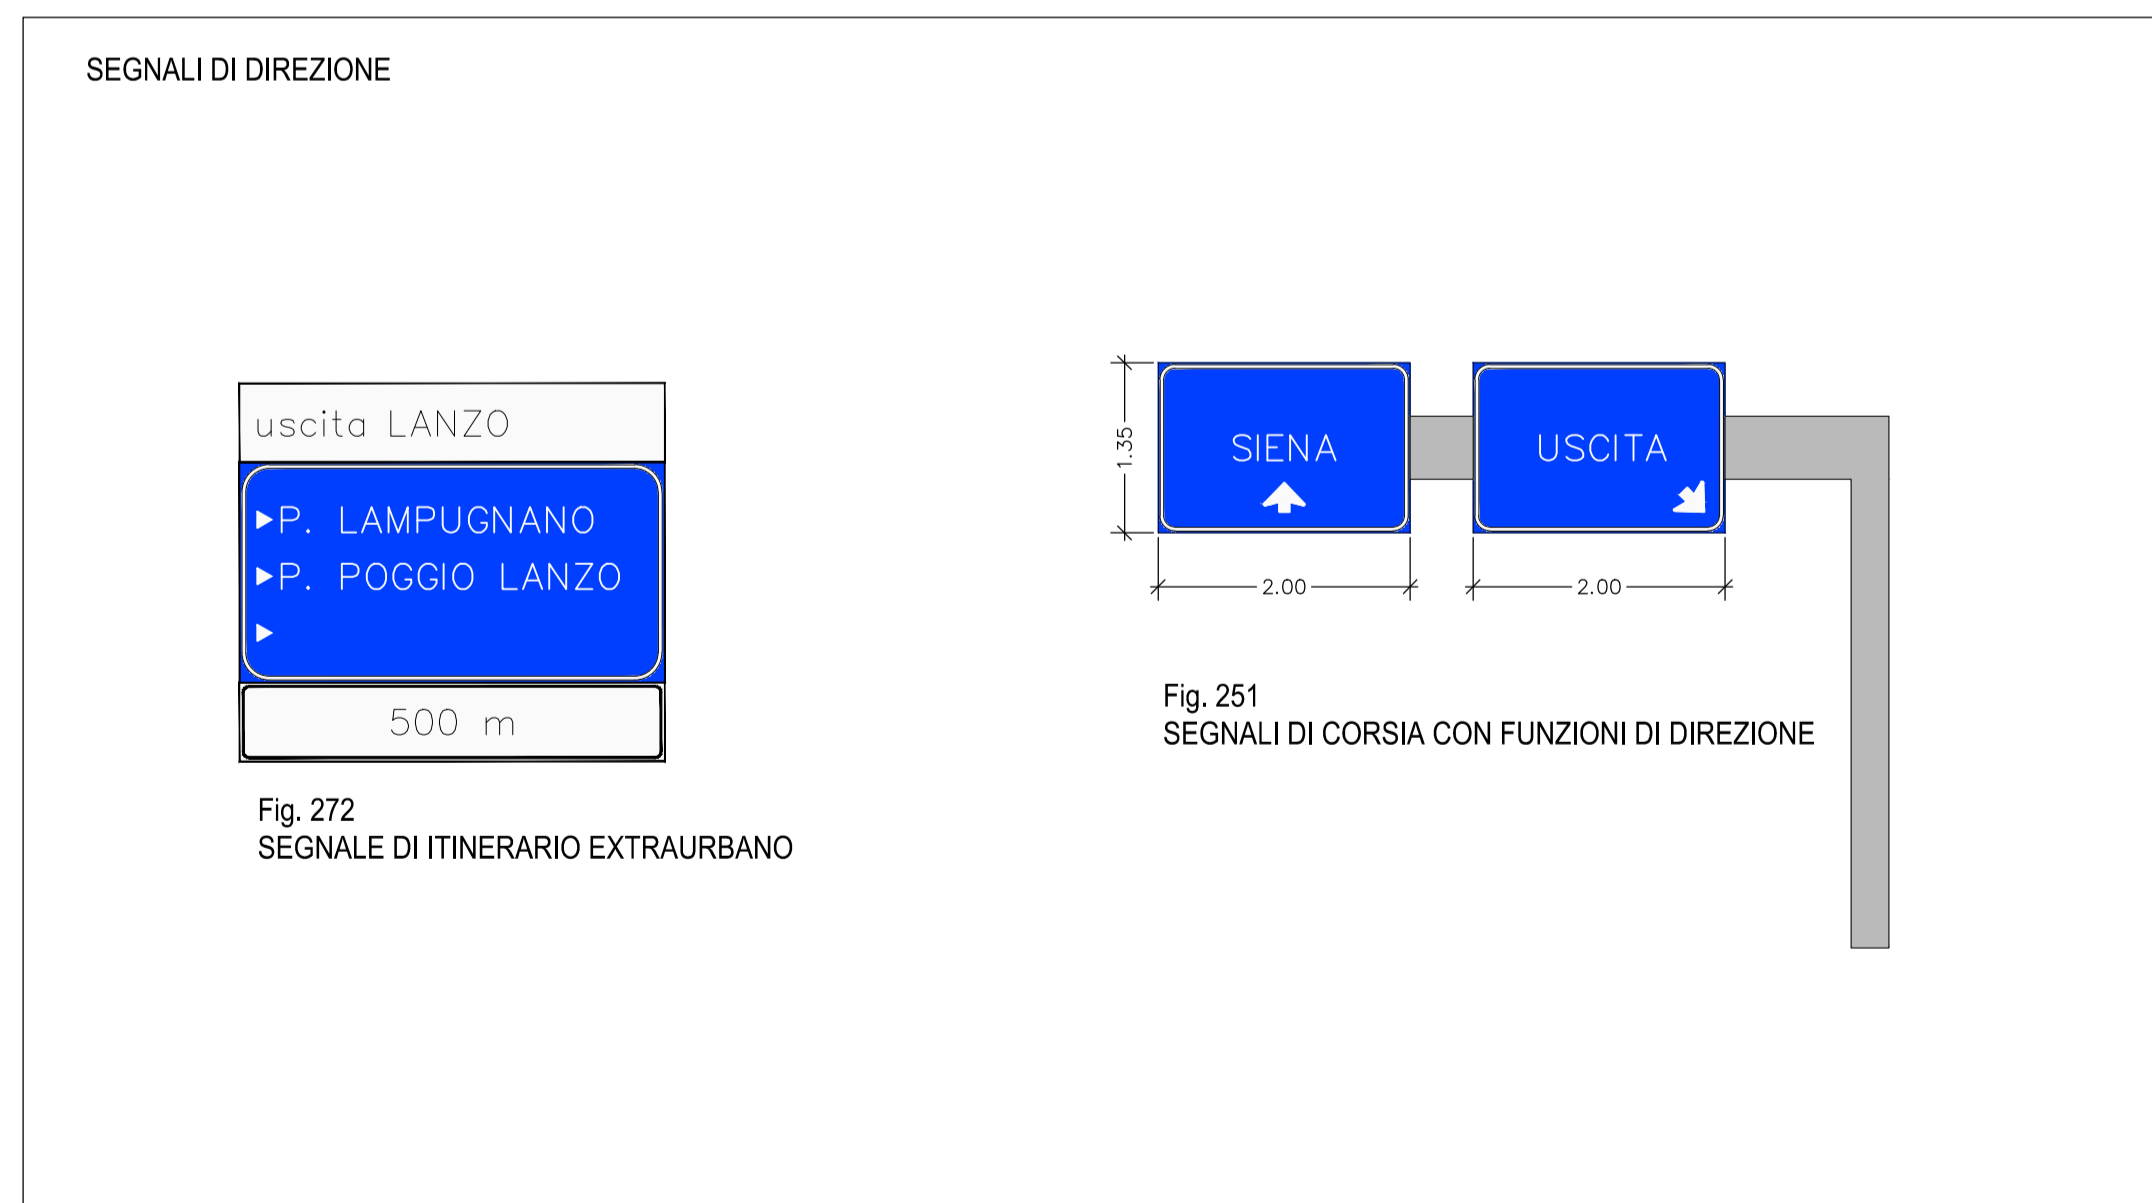 SEGNALI DI DIREZIONE
uscita LANZO
P. LAMPUGNANO
P. POGGIO LANZO
500 m
Fig. 272
SEGNALE DI ITINERARIO EXTRAURBANO
1.35
SIENA
USCITA
2.00
2.00
Fig. 251
SEGNALI DI CORSIA CON FUNZIONI DI DIREZIONE